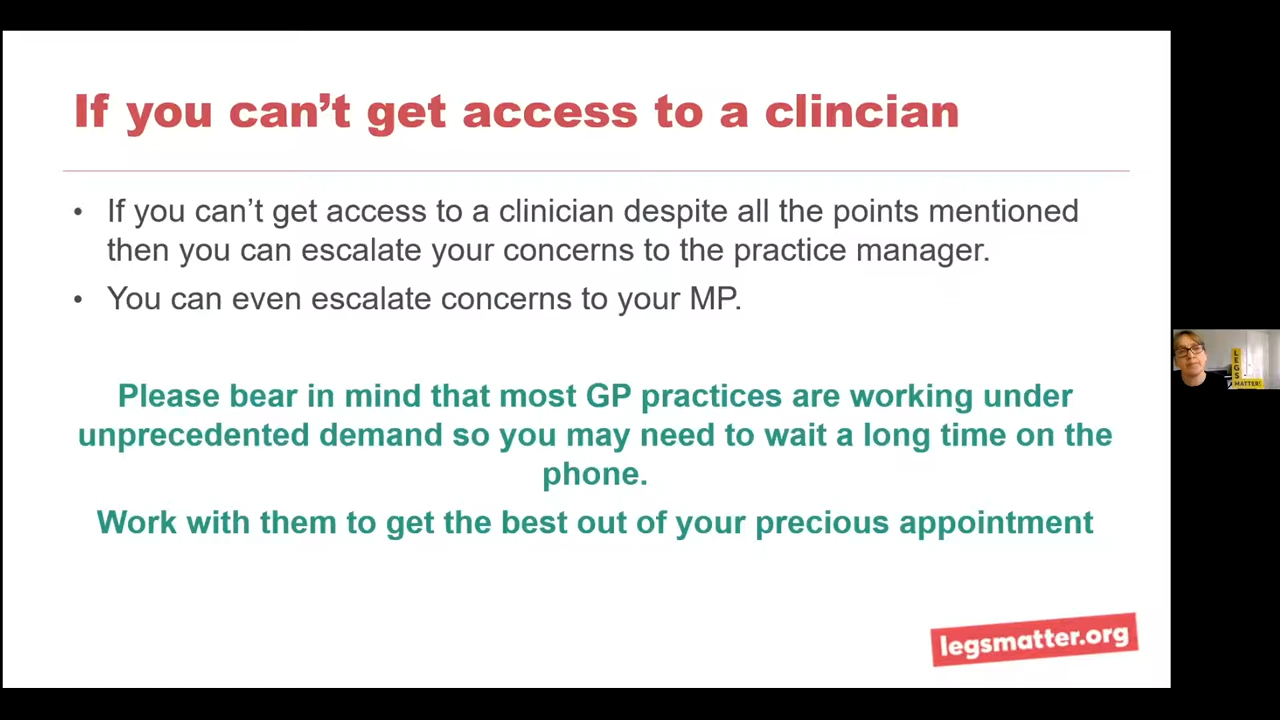 If you can't get access to a clincian
• If you can't get access to a clinician despite all the points mentioned
then you can escalate your concerns to the practice manager.
• You can even escalate concerns to your MP.
Please bear in mind that most GP practices are working under
unprecedented demand so you may need to wait a long time on the
phone.
Work with them to get the best out of your precious appointment
legsmatter.org
LEGS
MATTER!